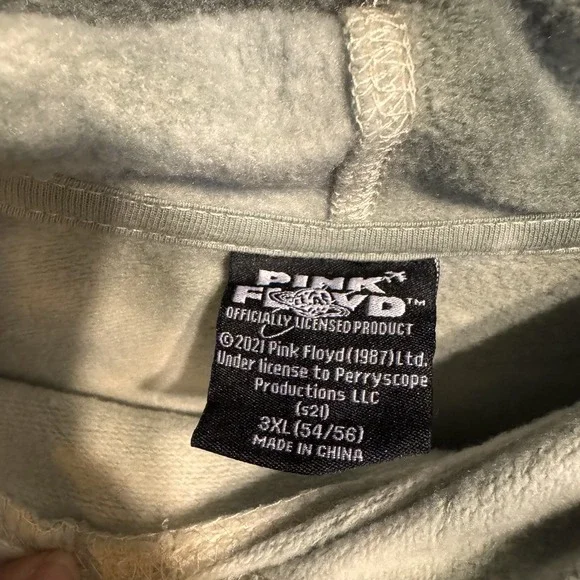 PINK
FLOYD™
OFFICIALLY LICENSED PRODUCT
©2021 Pink Floyd (1987) Ltd.
Under license to Perryscope
Productions LLC
(s21)
3XL (54/56)
MADE IN CHINA